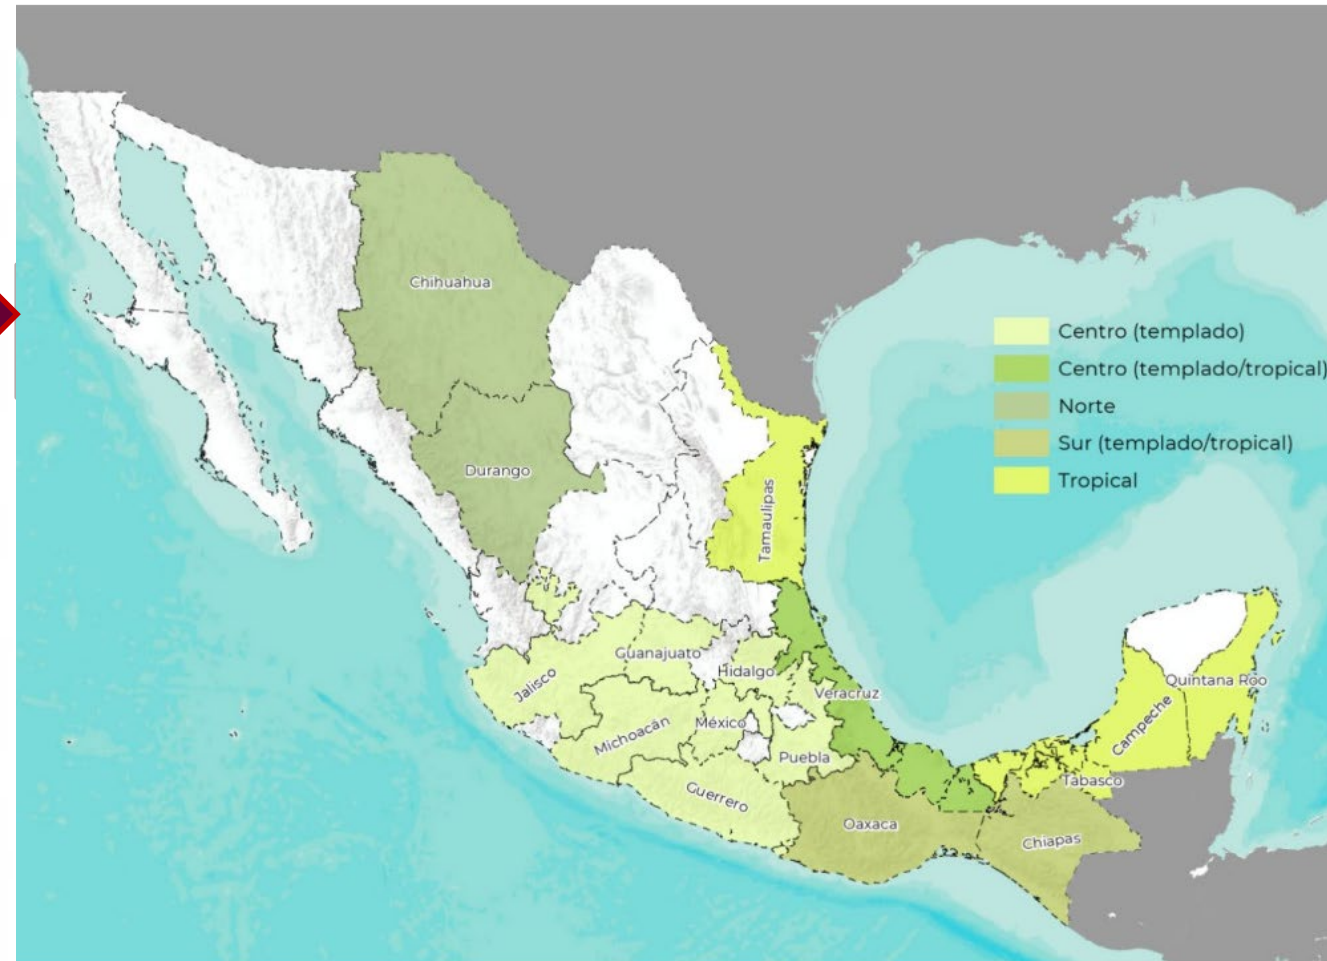 Chihuahua
Centro (templado)
Centro (templado/tropical)
Norte
Sur (templado/tropical)
Tropical
Durango
Tamaulipas
Guanajuato
Hidalgo
Jalisco
Quintana Roo
Veracruz
Campeche
México
Michoacán
Puebla
Tabasco
Guerrero
Oaxaca
Chiapas